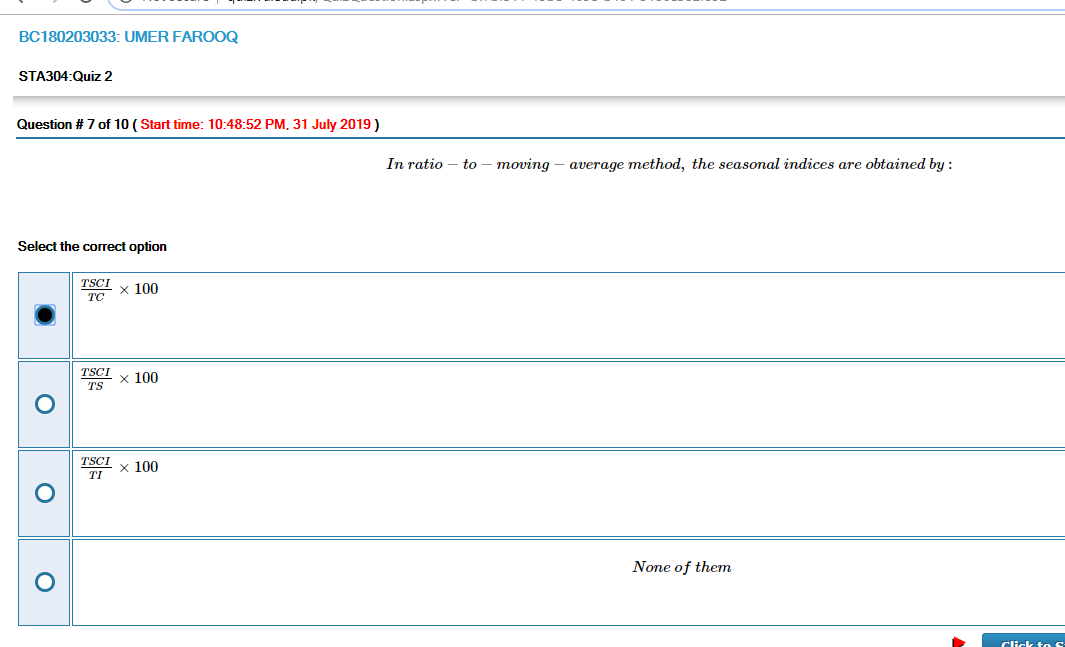 BC180203033: UMER FAROOQ
STA304:Quiz 2
Question # 7 of 10 ( Start time: 10:48:52 PM, 31 July 2019 )
In ratio − to − moving − average method, the seasonal indices are obtained by :
Select the correct option
TSCI/TC × 100
TSCI/TS × 100
TSCI/TI × 100
None of them
Click to S